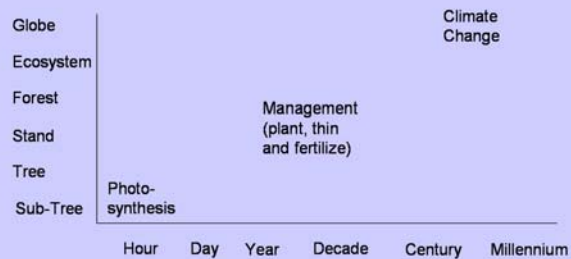 Globe
Climate
Change
Ecosystem
Forest
Management
(plant, thin
and fertilize)
Stand
Tree
Photo-
synthesis
Sub-Tree
Hour Day Year Decade Century Millennium